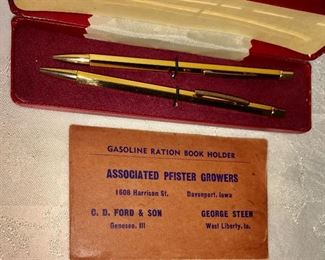 GASOLINE RATION BOOK HOLDER
ASSOCIATED PFISTER GROWERS
1608 Harrison St. Davenport, Iowa
C. D. FORD & SON GEORGE STEEN
Geneseo, Ill West Liberty, Ia.